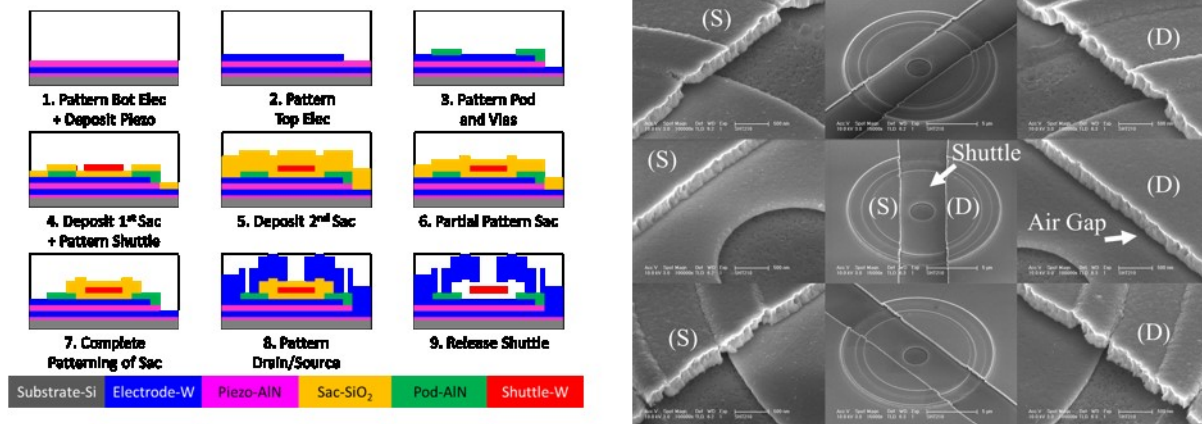 1. Pattern Bot Elec
+ Deposit Piezo
2. Pattern
Top Elec
3. Pattern Pod
and Vias
4. Deposit 1st Sac
+ Pattern Shuttle
5. Deposit 2nd Sac
6. Partial Pattern Sac
7. Complete
Patterning of Sac
8. Pattern
Drain/Source
9. Release Shuttle
Substrate-Si
Electrode-W
Piezo-AlN
Sac-SiO₂
Pod-AlN
Shuttle-W
(S)
(D)
(S)
Shuttle
(S)
(D)
(D)
Air Gap
(S)
(D)